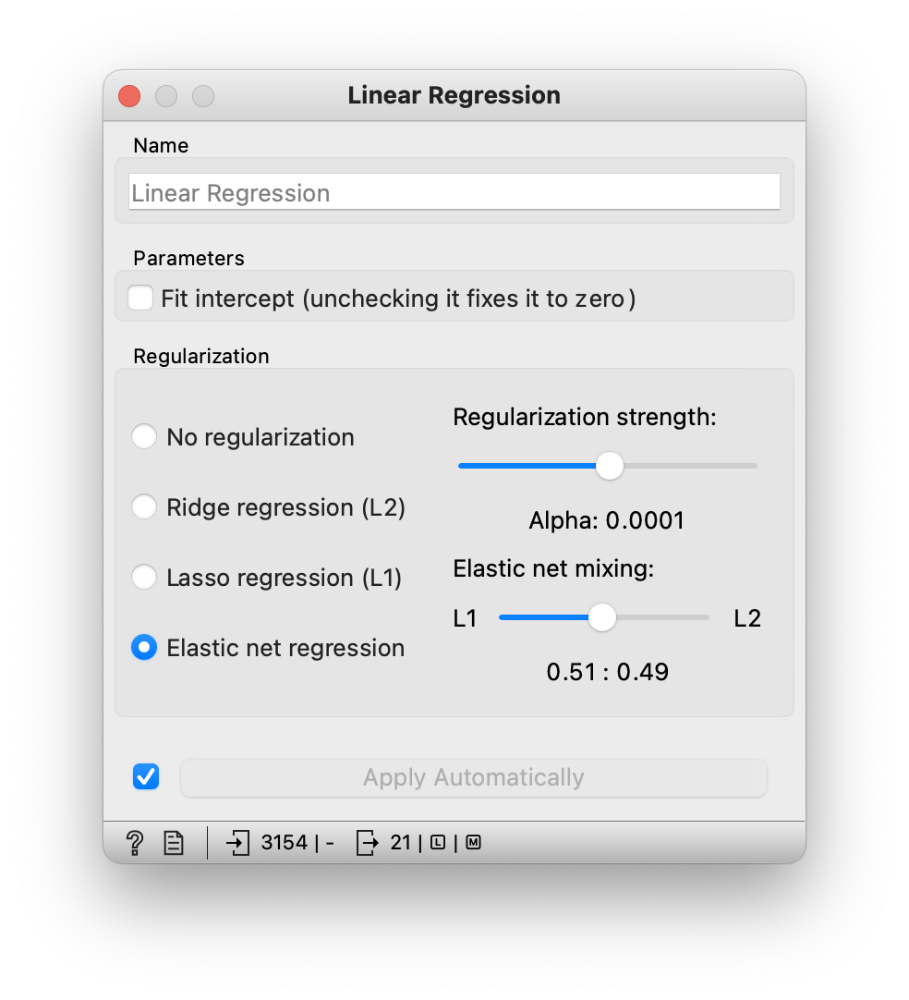 Linear Regression
Name
Linear Regression
Parameters
Fit intercept (unchecking it fixes it to zero)
Regularization
No regularization
Ridge regression (L2)
Lasso regression (L1)
Elastic net regression
Regularization strength:
Alpha: 0.0001
Elastic net mixing:
L1 L2
0.51 : 0.49
Apply Automatically
? 3154 | - 21 | L | M